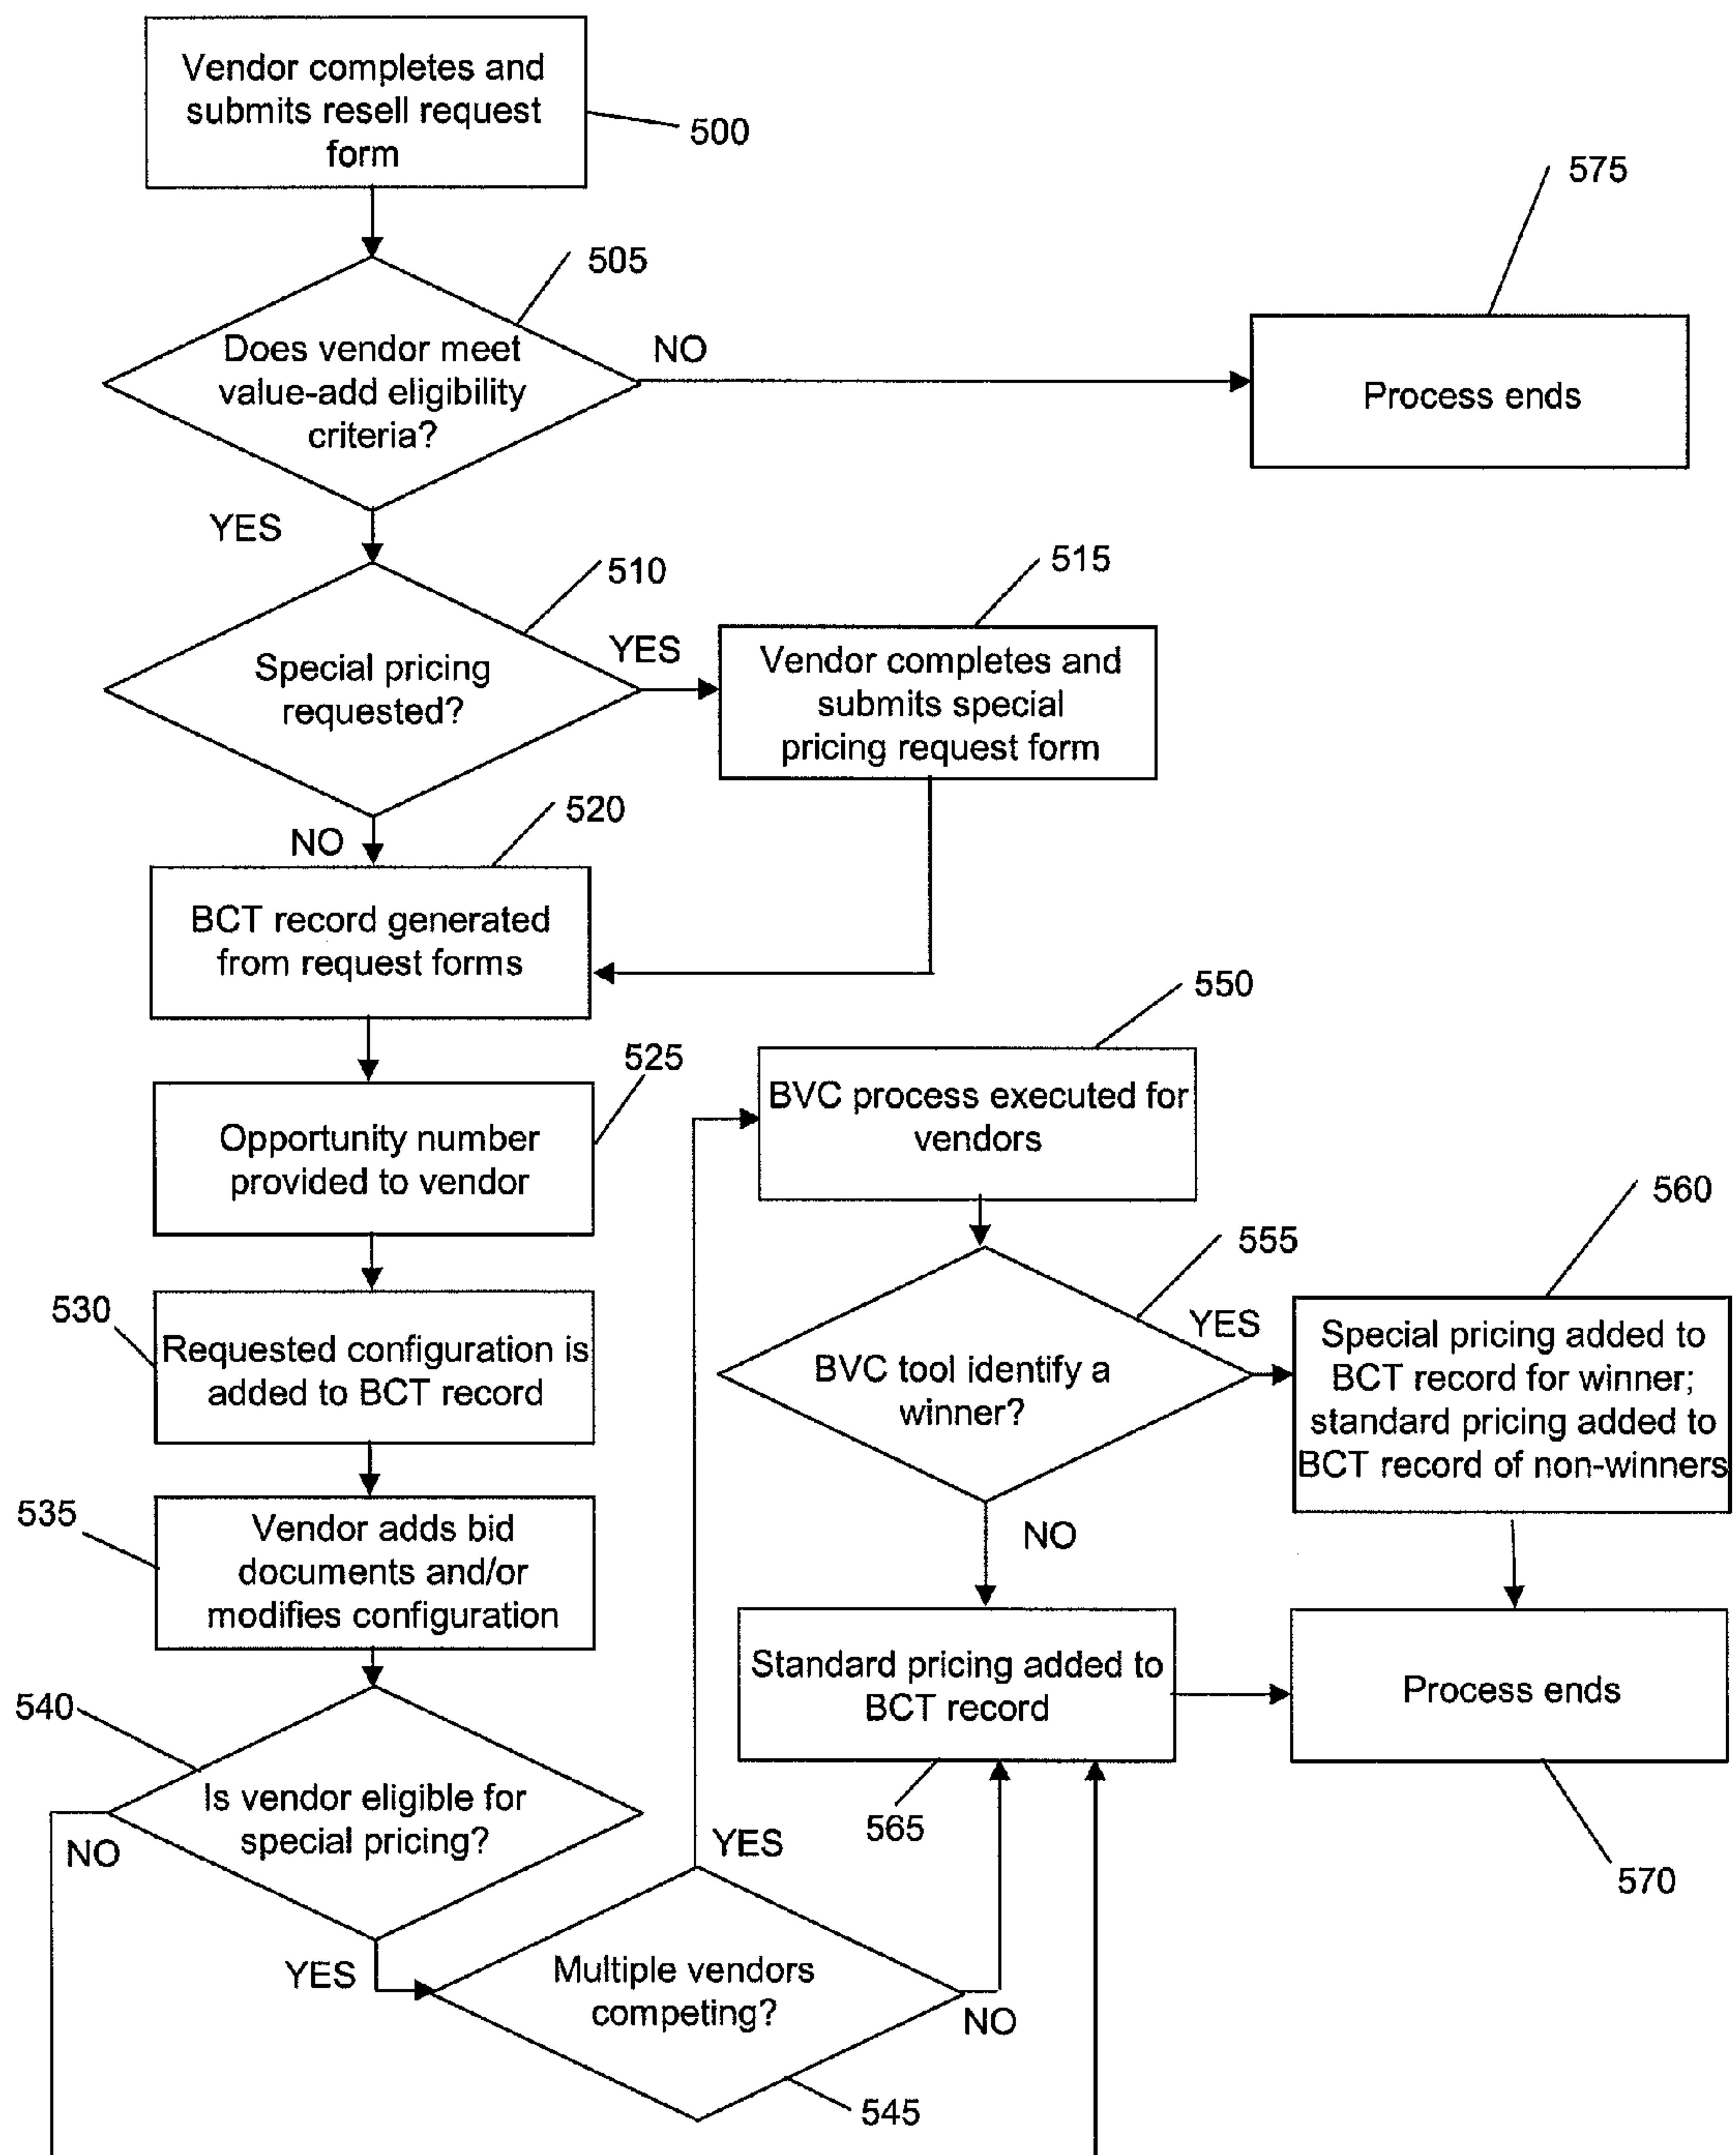 Vendor completes and
submits resell request
form
500
575
505
Does vendor meet
value-add eligibility
criteria?
NO
Process ends
YES
510
515
Special pricing
requested?
YES
Vendor completes and
submits special
pricing request form
520
NO
BCT record generated
from request forms
550
525
BVC process executed for
vendors
Opportunity number
provided to vendor
560
555
530
Requested configuration is
added to BCT record
BVC tool identify a
winner?
YES
Special pricing added to
BCT record for winner;
standard pricing added to
BCT record of non-winners
535
Vendor adds bid
documents and/or
modifies configuration
NO
Standard pricing added to
BCT record
Process ends
540
Is vendor eligible for
special pricing?
565
570
NO
YES
YES
Multiple vendors
competing?
NO
545